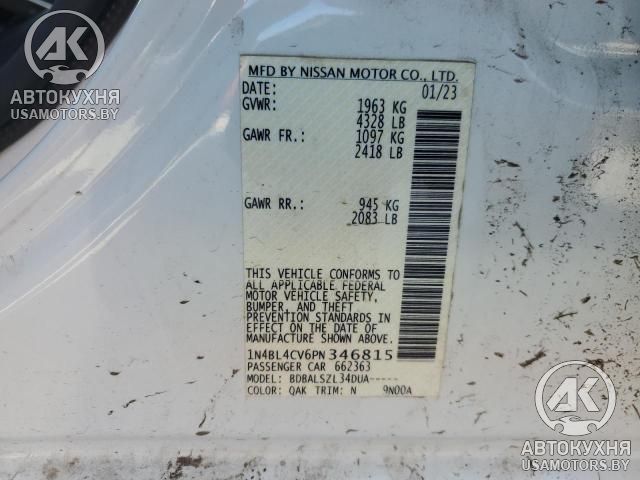 АК
АВТОКУХНЯ
USAMOTORS.BY
MFD BY NISSAN MOTOR CO., LTD.
DATE: 01/23
GVWR: 1963 KG
4328 LB
GAWR FR.: 1097 KG
2418 LB
GAWR RR.: 945 KG
2083 LB
THIS VEHICLE CONFORMS TO
ALL APPLICABLE FEDERAL
MOTOR VEHICLE SAFETY,
BUMPER, AND THEFT
PREVENTION STANDARDS IN
EFFECT ON THE DATE OF
MANUFACTURE SHOWN ABOVE.
1N4BL4CV6PN346815
PASSENGER CAR 662363
MODEL: BDBALSZL34DUA-----
COLOR: QAK TRIM: N 9N00A
АК
АВТОКУХНЯ
USAMOTORS.BY